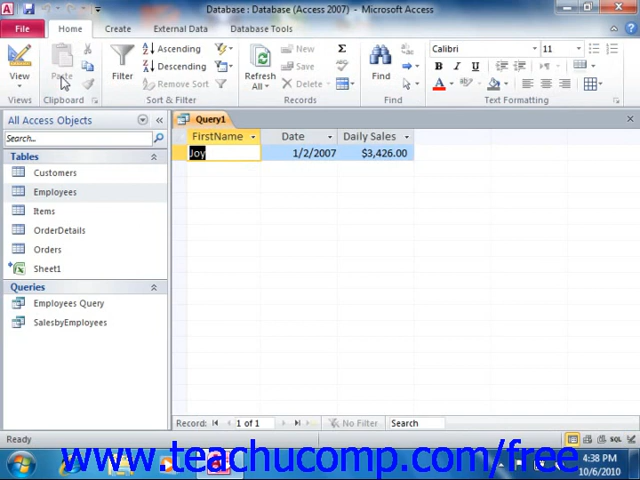 Database : Database (Access 2007) - Microsoft Access
File Home Create External Data Database Tools
View Paste Filter Ascending Descending Remove Sort Refresh All New Save Delete Find Calibri 11
B I U A
Views Clipboard Sort & Filter Records Find Text Formatting
All Access Objects
Search...
Tables
Customers
Employees
Items
OrderDetails
Orders
Sheet1
Queries
Employees Query
SalesbyEmployees
Query1
FirstName Date Daily Sales
Joy 1/2/2007 $3,426.00
Record: 1 of 1 No Filter Search
Ready
www.teachucomp.com/free
4:38 PM
10/6/2010